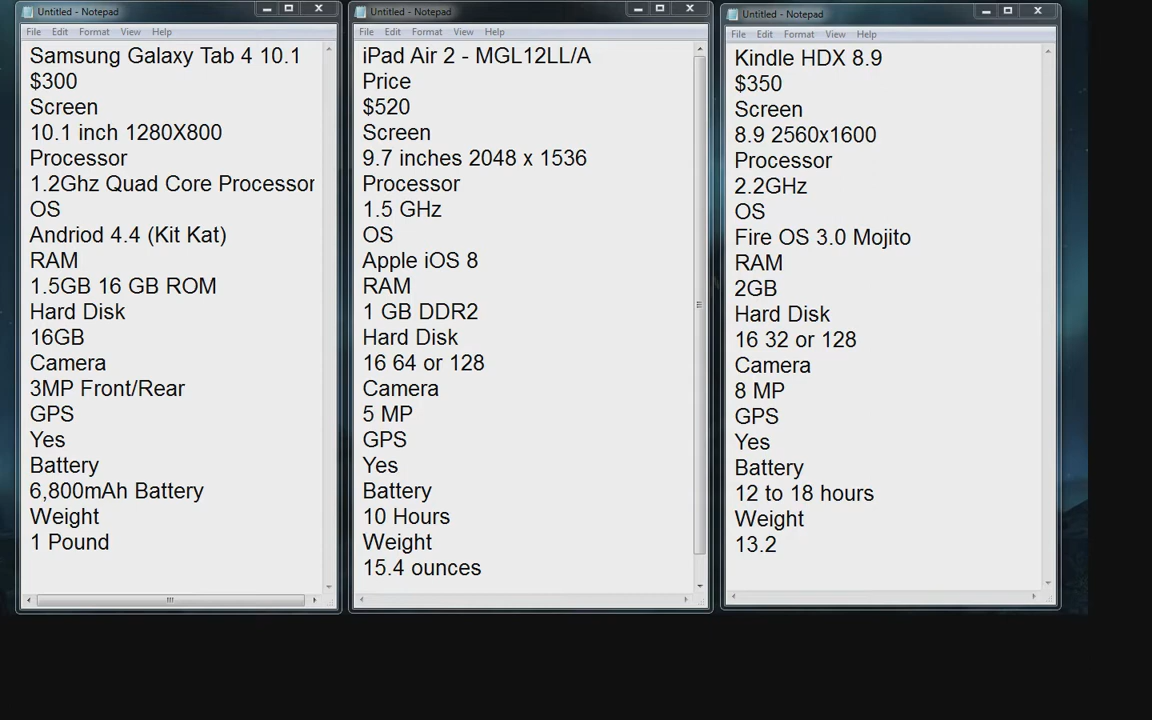 Untitled - Notepad
File Edit Format View Help
Samsung Galaxy Tab 4 10.1
$300
Screen
10.1 inch 1280X800
Processor
1.2Ghz Quad Core Processor
OS
Andriod 4.4 (Kit Kat)
RAM
1.5GB 16 GB ROM
Hard Disk
16GB
Camera
3MP Front/Rear
GPS
Yes
Battery
6,800mAh Battery
Weight
1 Pound
Untitled - Notepad
File Edit Format View Help
iPad Air 2 - MGL12LL/A
Price
$520
Screen
9.7 inches 2048 x 1536
Processor
1.5 GHz
OS
Apple iOS 8
RAM
1 GB DDR2
Hard Disk
16 64 or 128
Camera
5 MP
GPS
Yes
Battery
10 Hours
Weight
15.4 ounces
Untitled - Notepad
File Edit Format View Help
Kindle HDX 8.9
$350
Screen
8.9 2560x1600
Processor
2.2GHz
OS
Fire OS 3.0 Mojito
RAM
2GB
Hard Disk
16 32 or 128
Camera
8 MP
GPS
Yes
Battery
12 to 18 hours
Weight
13.2